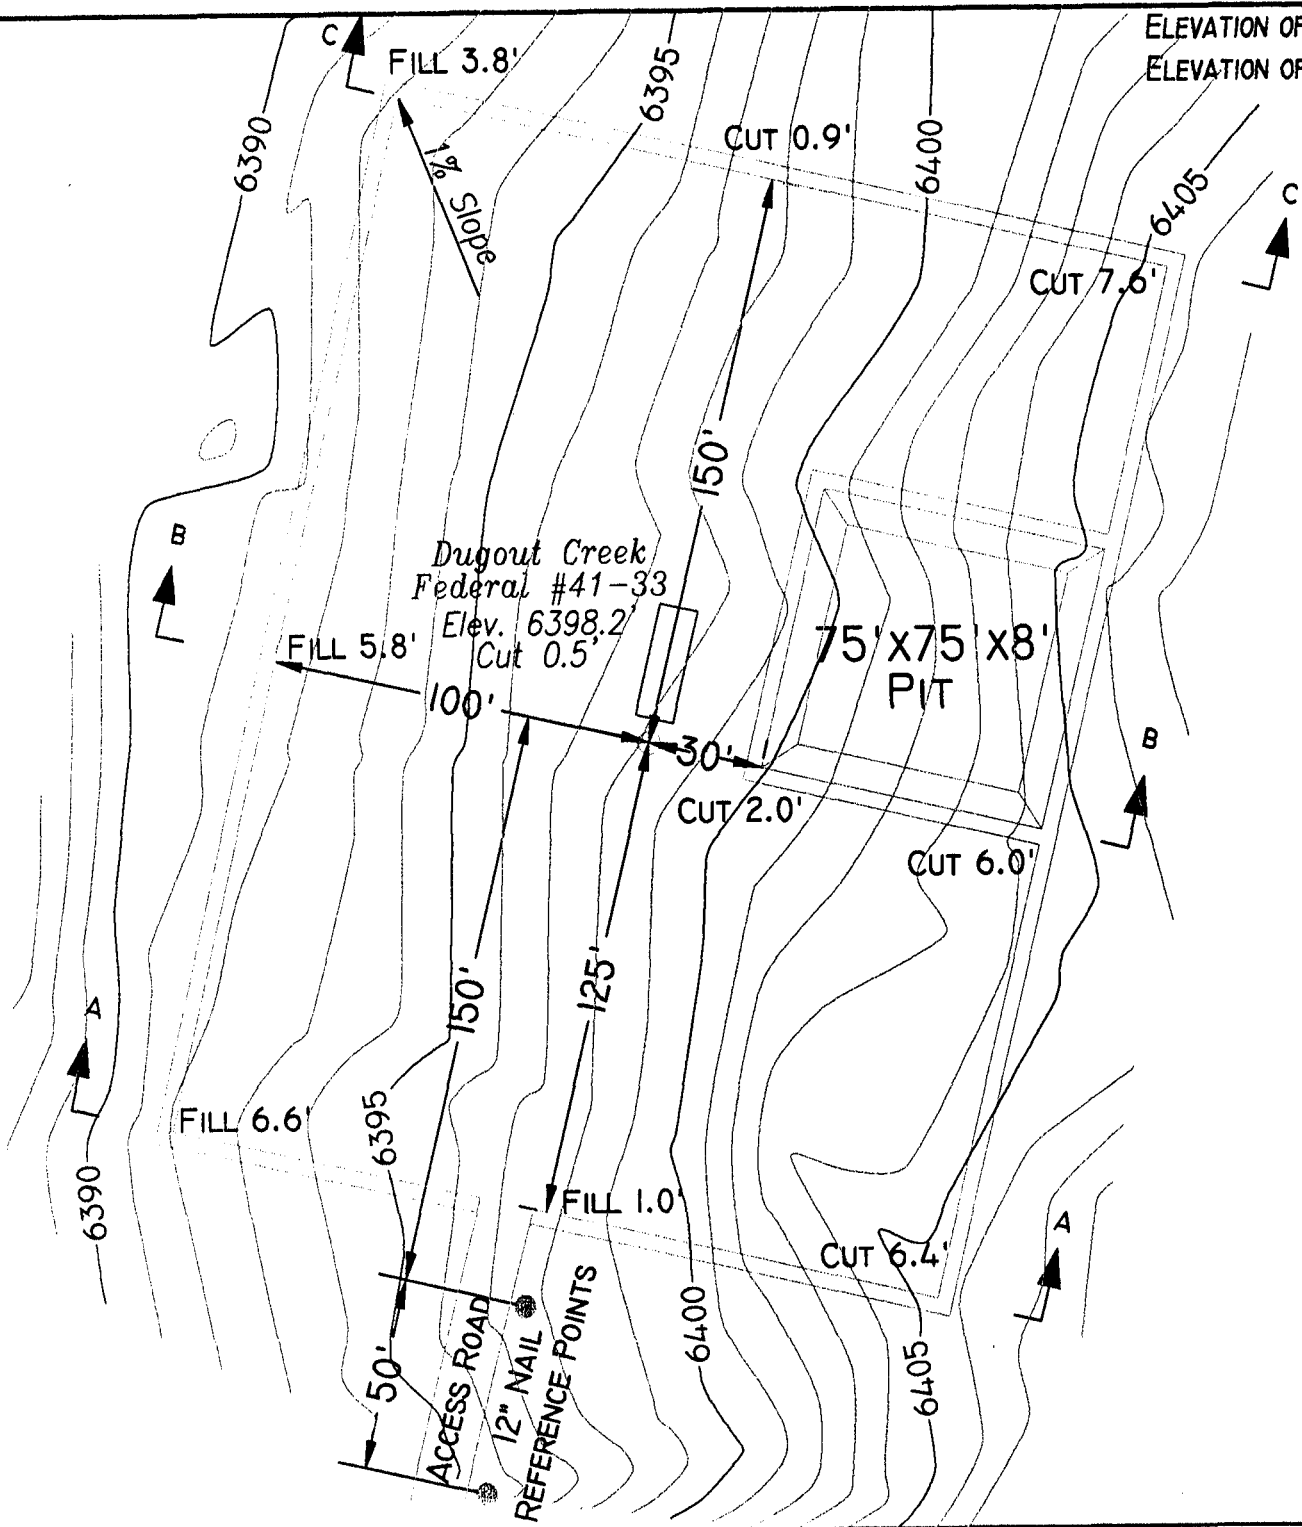 ELEVATION OF
ELEVATION OF
C
FILL 3.8'
6395
6390
1% Slope
CUT 0.9'
6400
6405
C
CUT 7.6'
150'
B
Dugout Creek
Federal #41-33
Elev. 6398.2'
Cut 0.5'
FILL 5.8'
100'
30'
75'x75'x8'
PIT
B
CUT 2.0'
CUT 6.0'
150'
125'
A
FILL 6.6'
6395
6390
FILL 1.0'
A
CUT 6.4'
50'
ACCESS ROAD
12" NAIL
REFERENCE POINTS
6400
6405